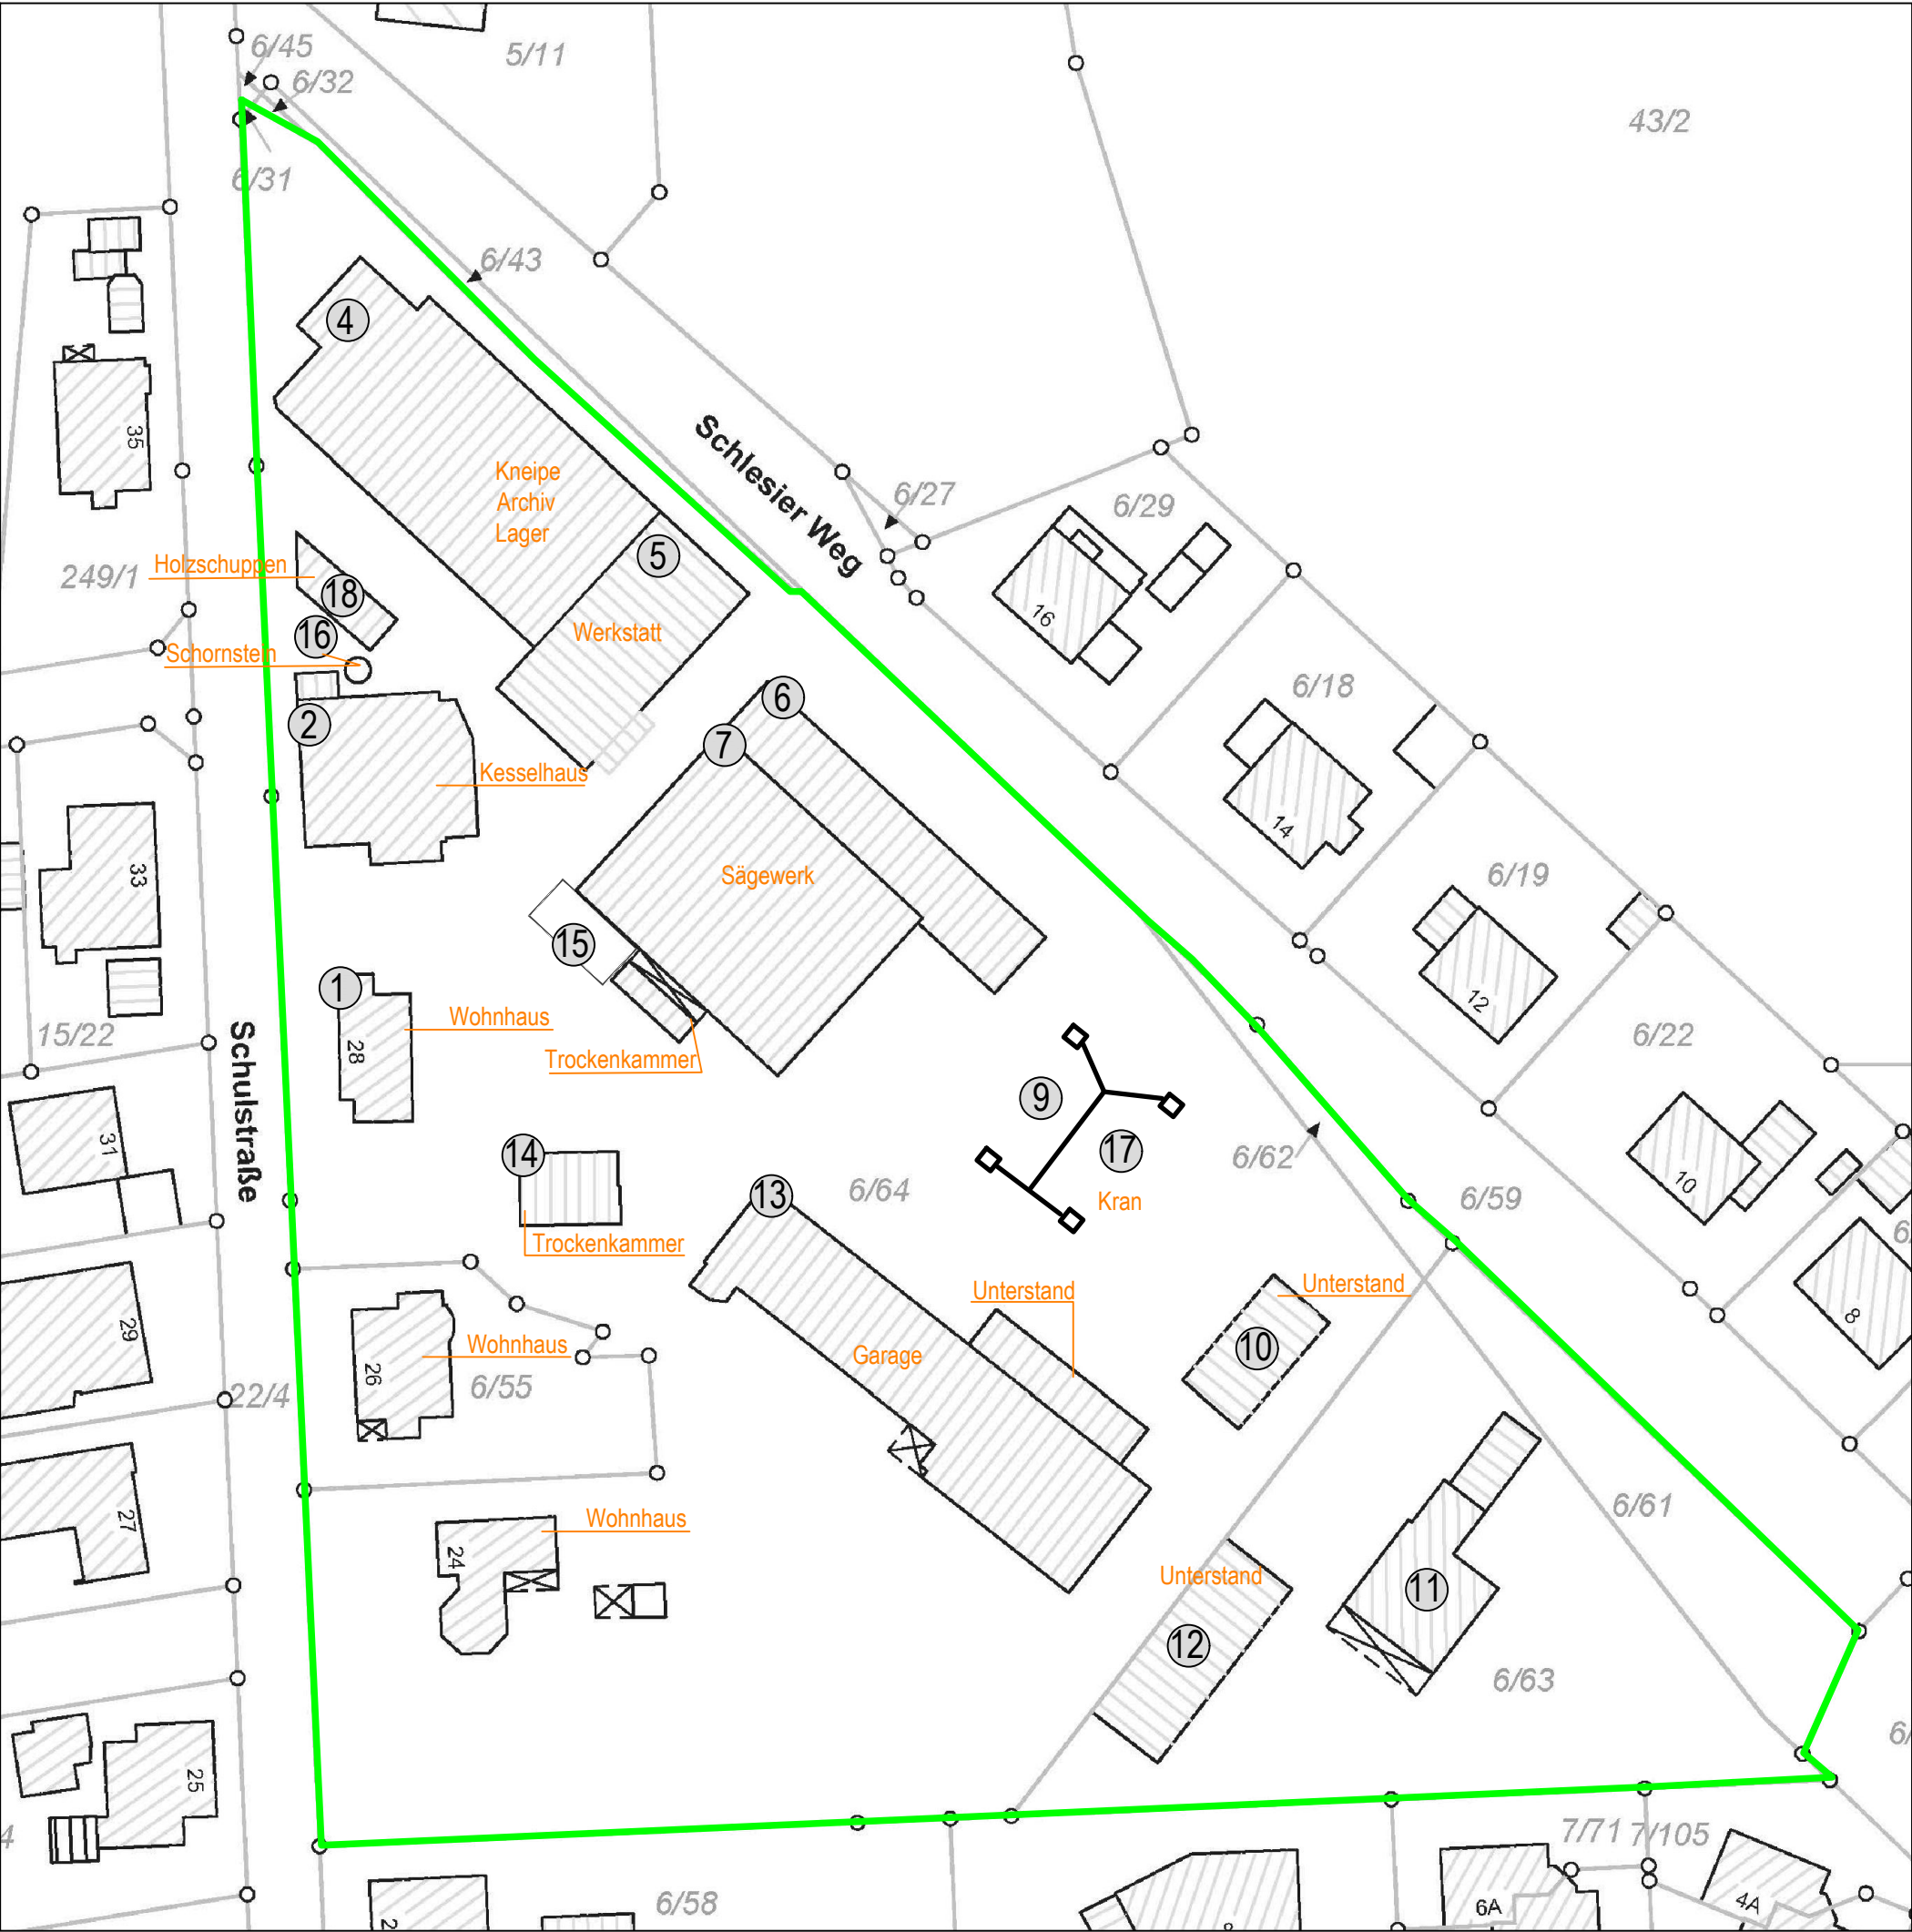 6/45
5/11
6/32
43/2
6/31
6/43
4
35
Kneipe
Archiv
Lager
Schlesier Weg
6/27
6/29
5
Holzschuppen
249/1
18
16
16
Werkstatt
Schornstein
6/18
6
2
7
Kesselhaus
14
33
Sägewerk
6/19
15
1
12
Wohnhaus
15/22
Schulstraße
28
Trockenkammer
6/22
9
31
14
17
6/62
13
6/64
Kran
6/59
10
Trockenkammer
Unterstand
Unterstand
29
Wohnhaus
Garage
10
8
26
6/55
22/4
27
Wohnhaus
6/61
24
Unterstand
11
12
6/63
25
7/71
7/105
6/58
6A
4A